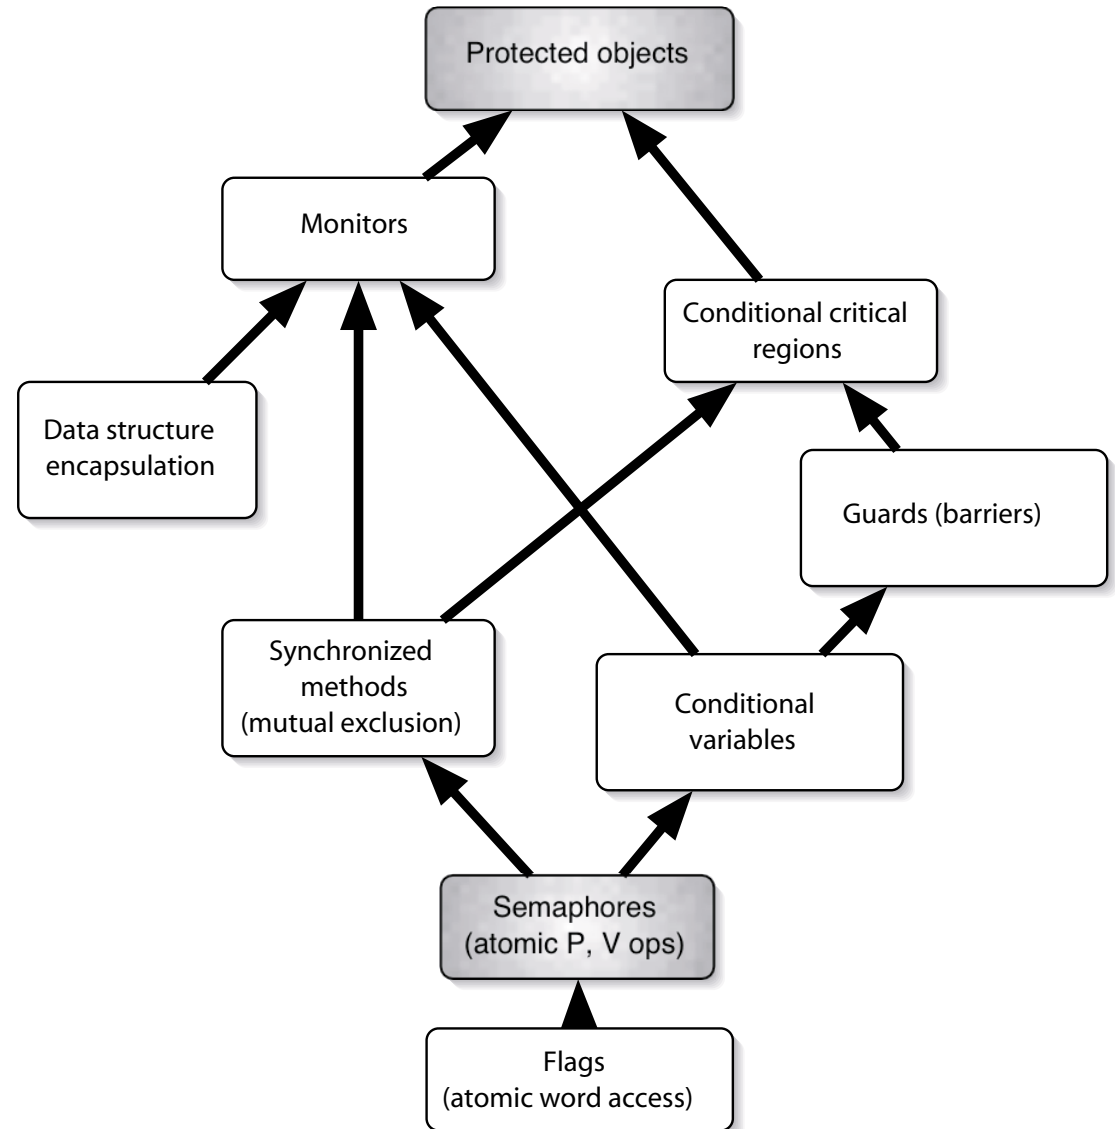 Protected objects
Monitors
Conditional critical
regions
Data structure
encapsulation
Guards (barriers)
Synchronized
methods
(mutual exclusion)
Conditional
variables
Semaphores
(atomic P, V ops)
Flags
(atomic word access)